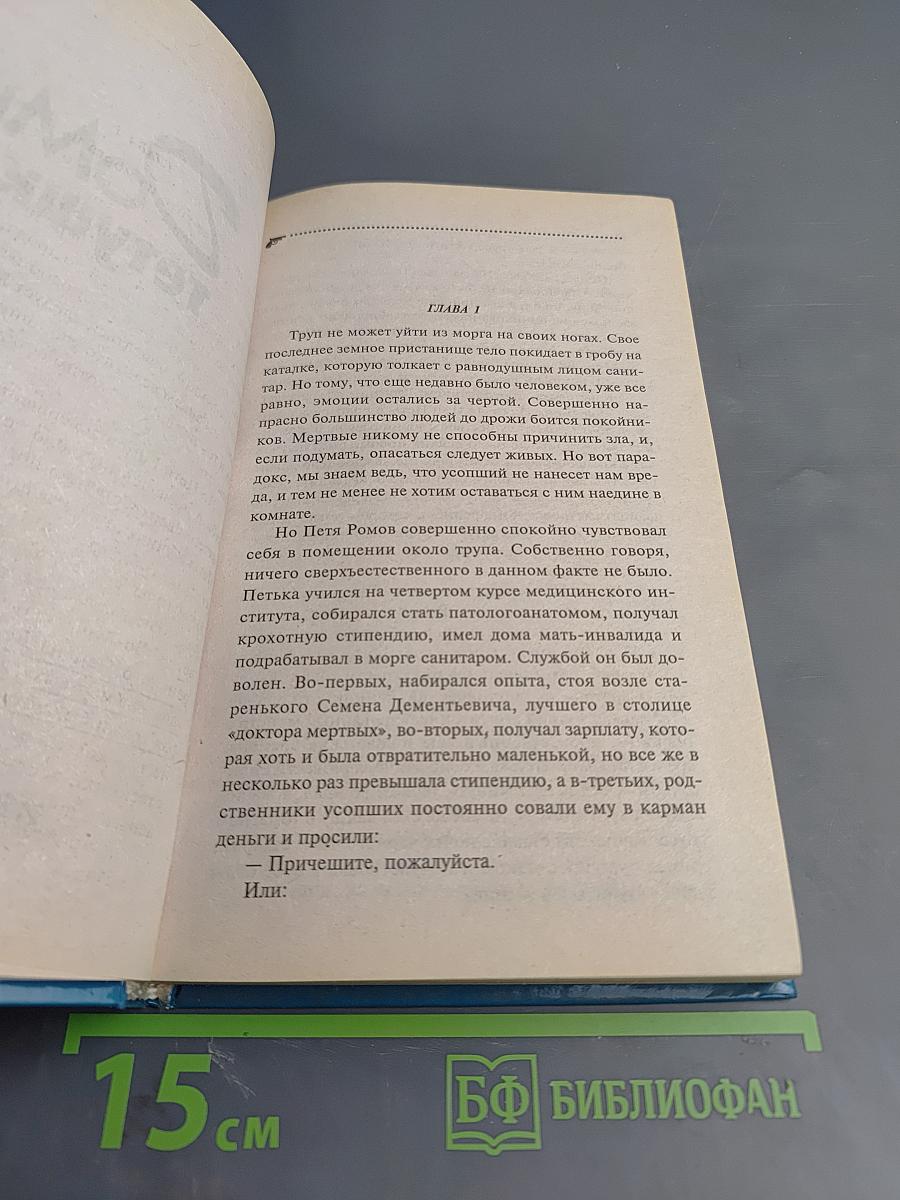 ГЛАВА 1
Труп не может уйти из морга на своих ногах. Свое
последнее земное пристанище тело покидает в гробу на
каталке, которую толкает с равнодушным лицом сани-
тар. Но тому, что еще недавно было человеком, уже все
равно, эмоции остались за чертой. Совершенно на-
прасно большинство людей до дрожи боится покойни-
ков. Мертвые никому не способны причинить зла, и,
если подумать, опасаться следует живых. Но вот пара-
докс, мы знаем ведь, что усопший не нанесет нам вре-
да, и тем не менее не хотим оставаться с ним наедине в
комнате.
Но Петя Ромов совершенно спокойно чувствовал
себя в помещении около трупа. Собственно говоря,
ничего сверхъестественного в данном факте не было.
Петька учился на четвертом курсе медицинского ин-
ститута, собирался стать патологоанатомом, получал
крохотную стипендию, имел дома мать-инвалида и
подрабатывал в морге санитаром. Службой он был до-
волен. Во-первых, набирался опыта, стоя возле ста-
ренького Семена Дементьевича, лучшего в столице
«доктора мертвых», во-вторых, получал зарплату, кото-
рая хоть и была отвратительно маленькой, но все же в
несколько раз превышала стипендию, а в-третьих, род-
ственники усопших постоянно совали ему в карман
деньги и просили:
— Причешите, пожалуйста.
Или:
15 см
БФ БИБЛИОФАН